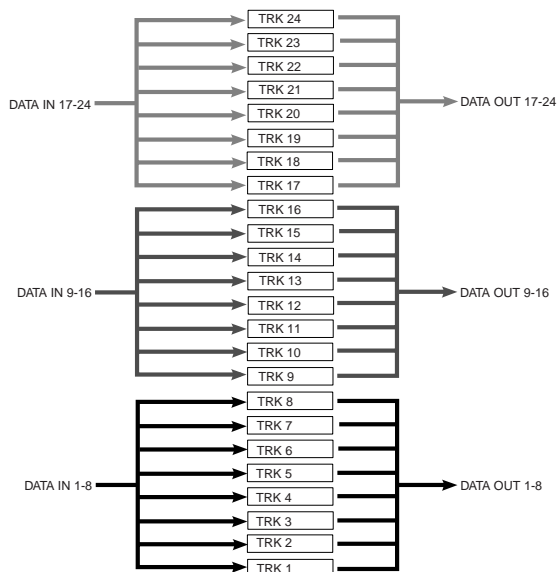 TRK 24
TRK 23
TRK 22
TRK 21
DATA IN 17-24
DATA OUT 17-24
TRK 20
TRK 19
TRK 18
TRK 17
TRK 16
TRK 15
TRK 14
TRK 13
DATA IN 9-16
DATA OUT 9-16
TRK 12
TRK 11
TRK 10
TRK 9
TRK 8
TRK 7
TRK 6
TRK 5
DATA IN 1-8
DATA OUT 1-8
TRK 4
TRK 3
TRK 2
TRK 1